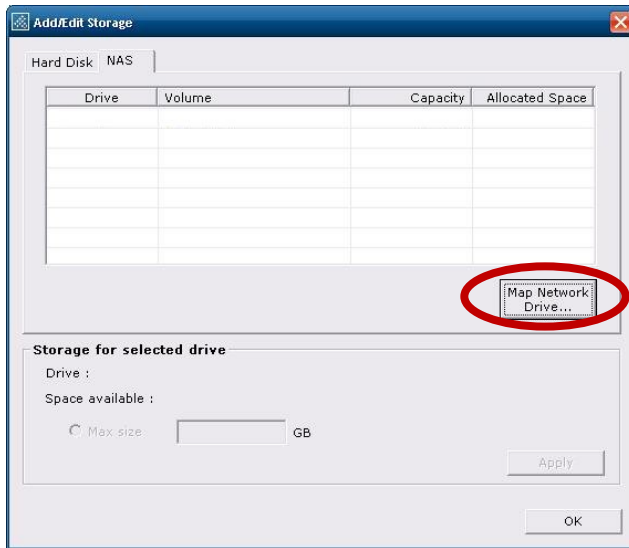 Add/Edit Storage
Hard Disk NAS
Drive Volume Capacity Allocated Space
Map Network
Drive...
Storage for selected drive
Drive :
Space available :
Max size GB
Apply
OK